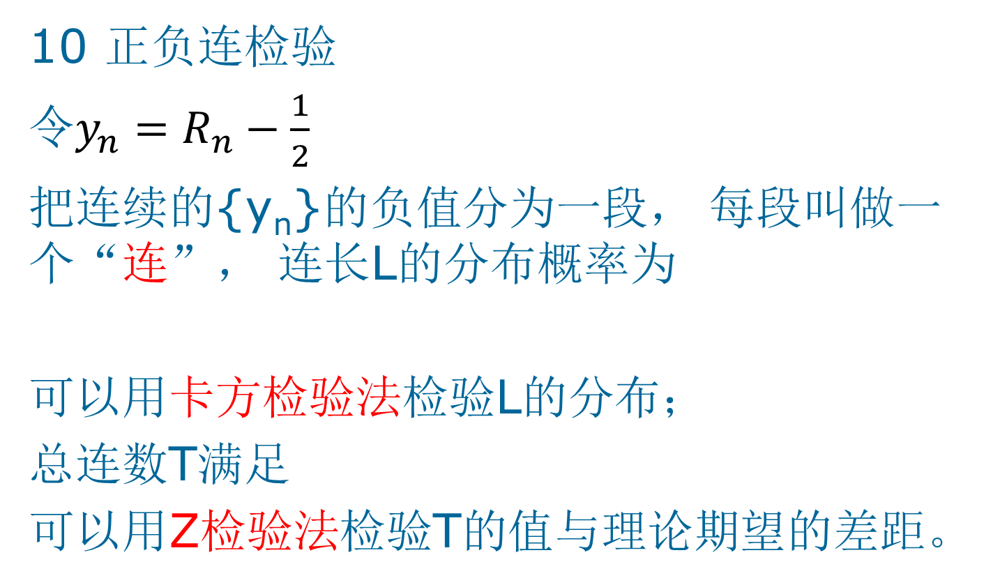 10 正负连检验
令yₙ = Rₙ − 1/2
把连续的{yₙ}的负值分为一段， 每段叫做一
个“连”， 连长L的分布概率为
可以用卡方检验法检验L的分布；
总连数T满足
可以用Z检验法检验T的值与理论期望的差距。